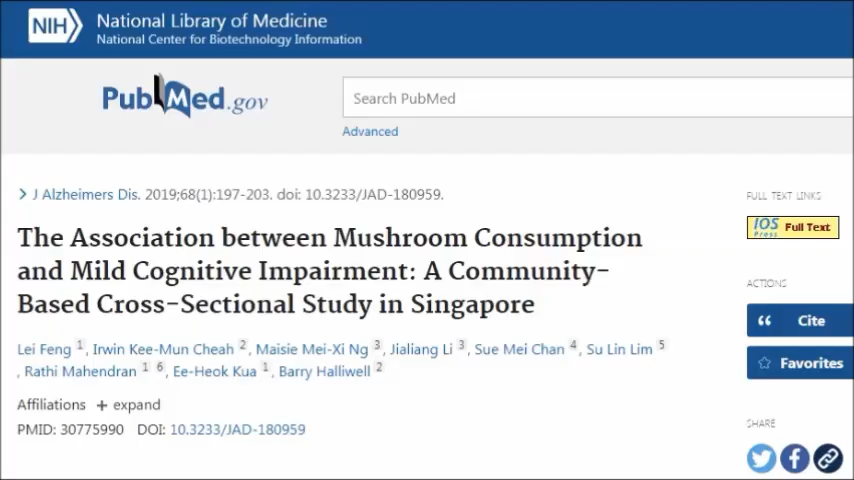 NIH National Library of Medicine
National Center for Biotechnology Information
PubMed.gov
Search PubMed
Advanced
J Alzheimers Dis. 2019;68(1):197-203. doi: 10.3233/JAD-180959.
The Association between Mushroom Consumption
and Mild Cognitive Impairment: A Community-
Based Cross-Sectional Study in Singapore
Lei Feng 1, Irwin Kee-Mun Cheah 2, Maisie Mei-Xi Ng 3, Jialiang Li 3, Sue Mei Chan 4, Su Lin Lim 5
, Rathi Mahendran 1 6, Ee-Heok Kua 1, Barry Halliwell 2
Affiliations + expand
PMID: 30775990 DOI: 10.3233/JAD-180959
FULL TEXT LINKS
IOS Press Full Text
ACTIONS
Cite
Favorites
SHARE